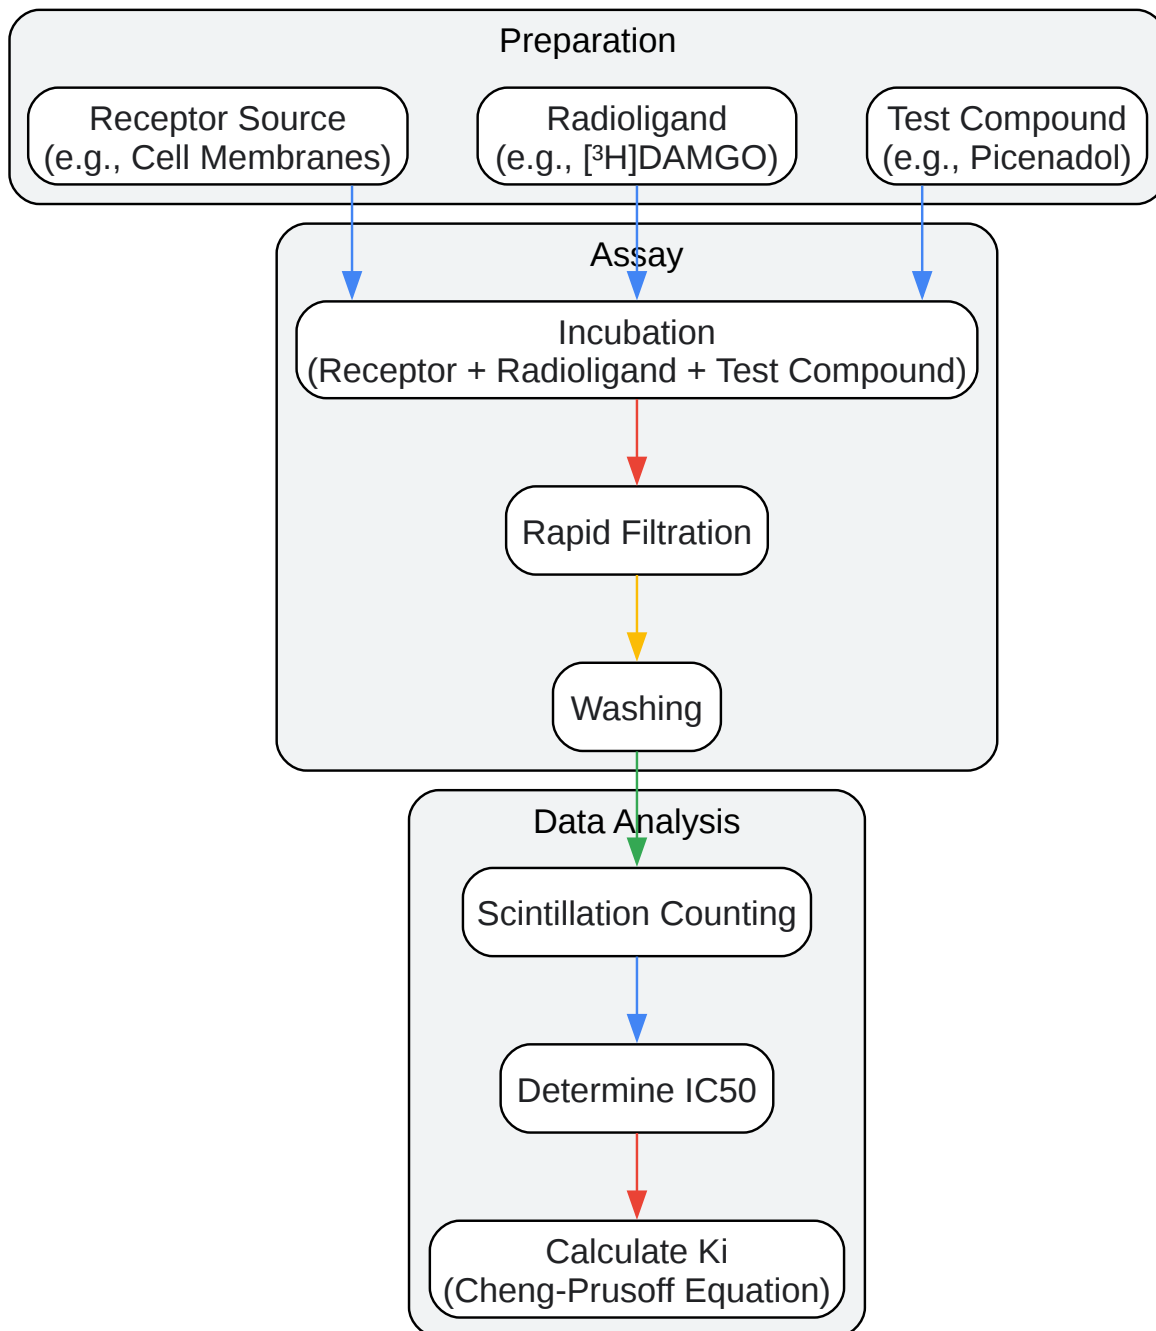 Preparation
Receptor Source
(e.g., Cell Membranes)
Radioligand
(e.g., [³H]DAMGO)
Test Compound
(e.g., Picenadol)
Assay
Incubation
(Receptor + Radioligand + Test Compound)
Rapid Filtration
Washing
Data Analysis
Scintillation Counting
Determine IC50
Calculate Ki
(Cheng-Prusoff Equation)